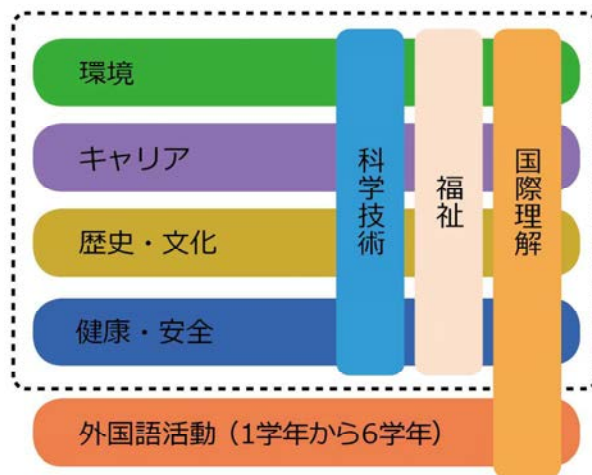 環境
キャリア
歴史・文化
健康・安全
外国語活動（1学年から6学年）
科学技術
福祉
国際理解